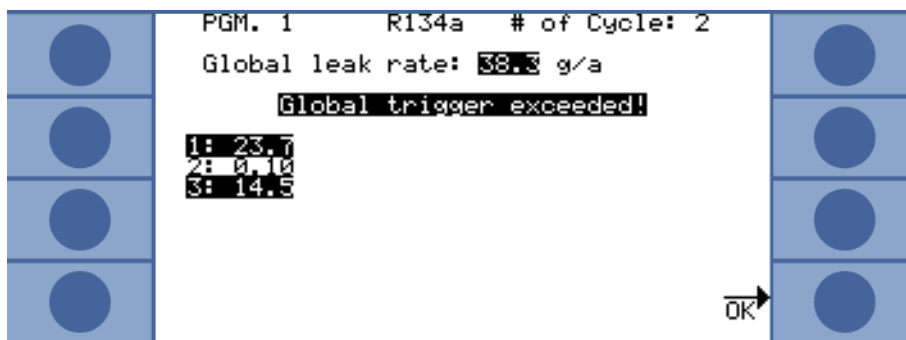 PGM. 1 R134a # of Cycle: 2
Global leak rate: 38.3 g/a
Global trigger exceeded!
1: 23.7
2: 0.10
3: 14.5
OK